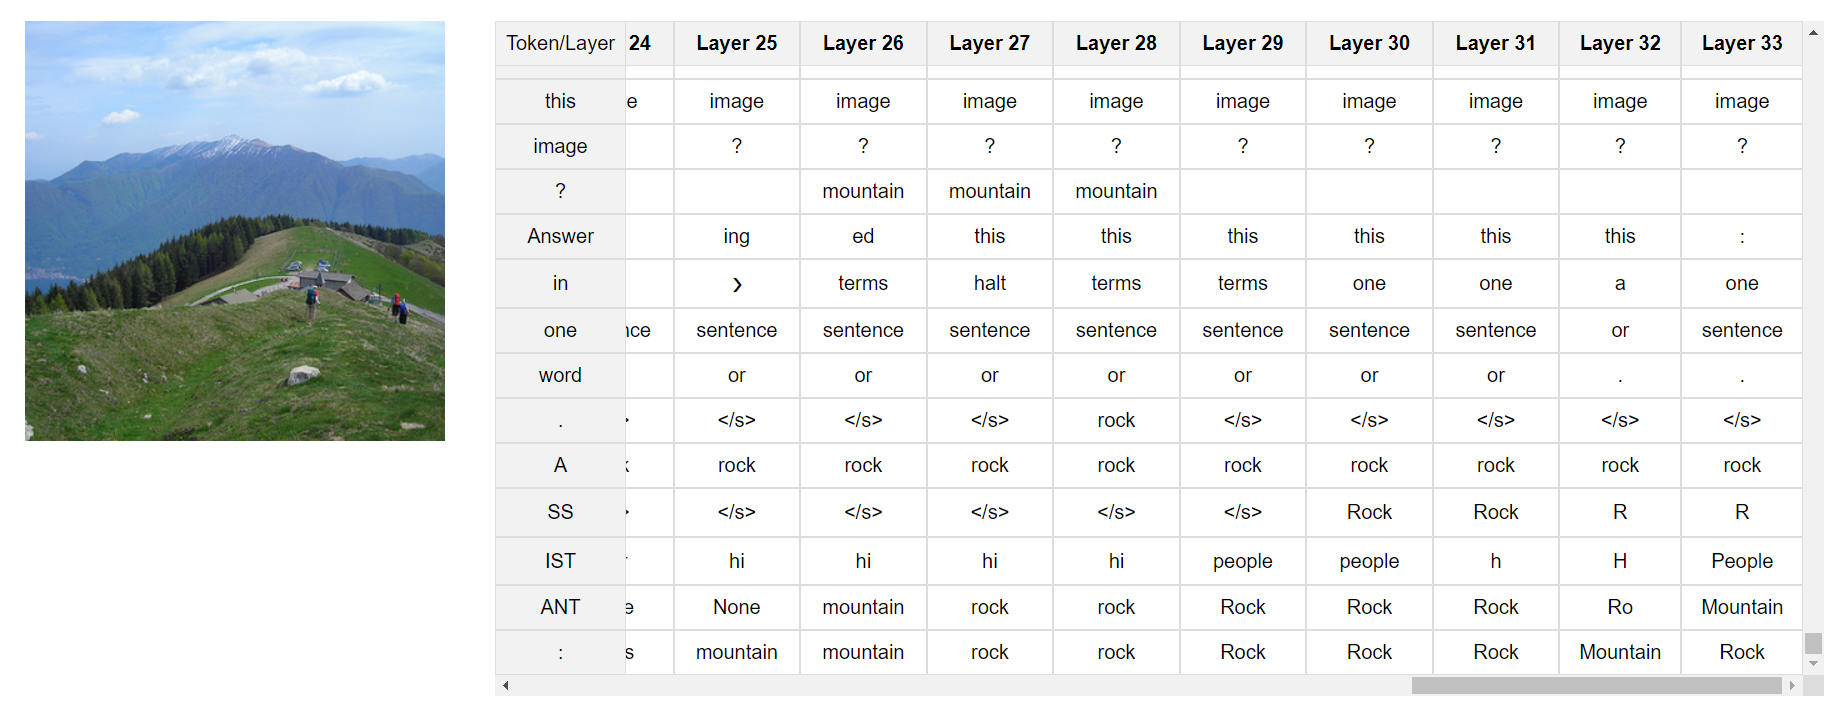 Token/Layer 24 Layer 25 Layer 26 Layer 27 Layer 28 Layer 29 Layer 30 Layer 31 Layer 32 Layer 33
this e image image image image image image image image image
image ? ? ? ? ? ? ? ? ?
? mountain mountain mountain
Answer ing ed this this this this this this :
in › terms halt terms terms one one a one
one nce sentence sentence sentence sentence sentence sentence sentence or sentence
word or or or or or or or . .
. > </s> </s> </s> rock </s> </s> </s> </s> </s>
A k rock rock rock rock rock rock rock rock rock
SS > </s> </s> </s> </s> </s> Rock Rock R R
IST hi hi hi hi people people h H People
ANT e None mountain rock rock Rock Rock Rock Ro Mountain
: s mountain mountain rock rock Rock Rock Rock Mountain Rock